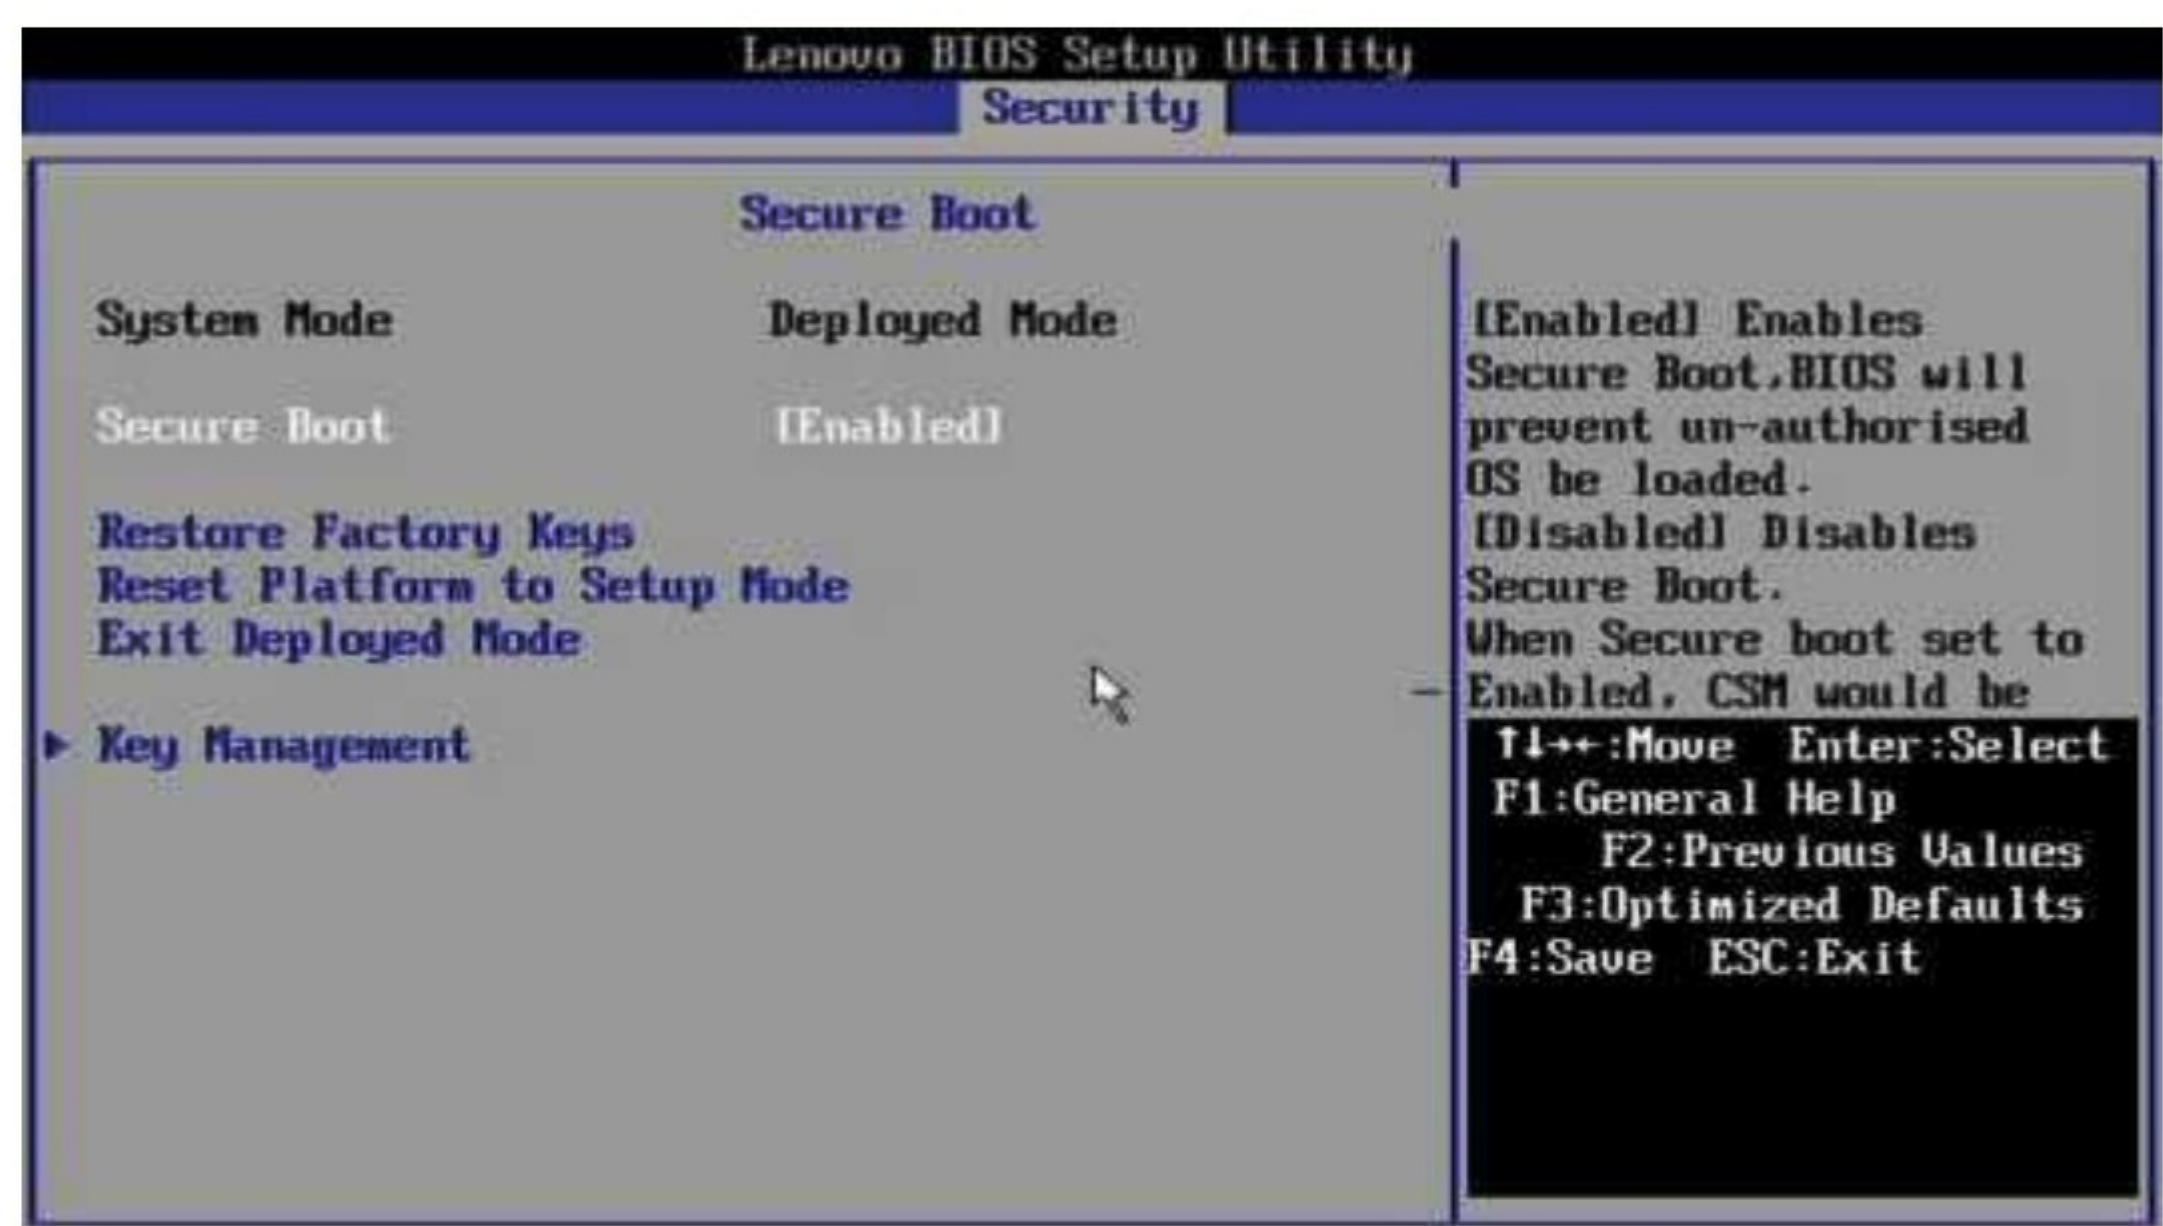 Lenovo BIOS Setup Utility
Security
Secure Boot
System Mode Deployed Mode
Secure Boot [Enabled]
Restore Factory Keys
Reset Platform to Setup Mode
Exit Deployed Mode
Key Management
[Enabled] Enables
Secure Boot,BIOS will
prevent un-authorised
OS be loaded.
[Disabled] Disables
Secure Boot.
When Secure boot set to
Enabled, CSM would be
↑↓→←:Move Enter:Select
F1:General Help
F2:Previous Values
F3:Optimized Defaults
F4:Save ESC:Exit